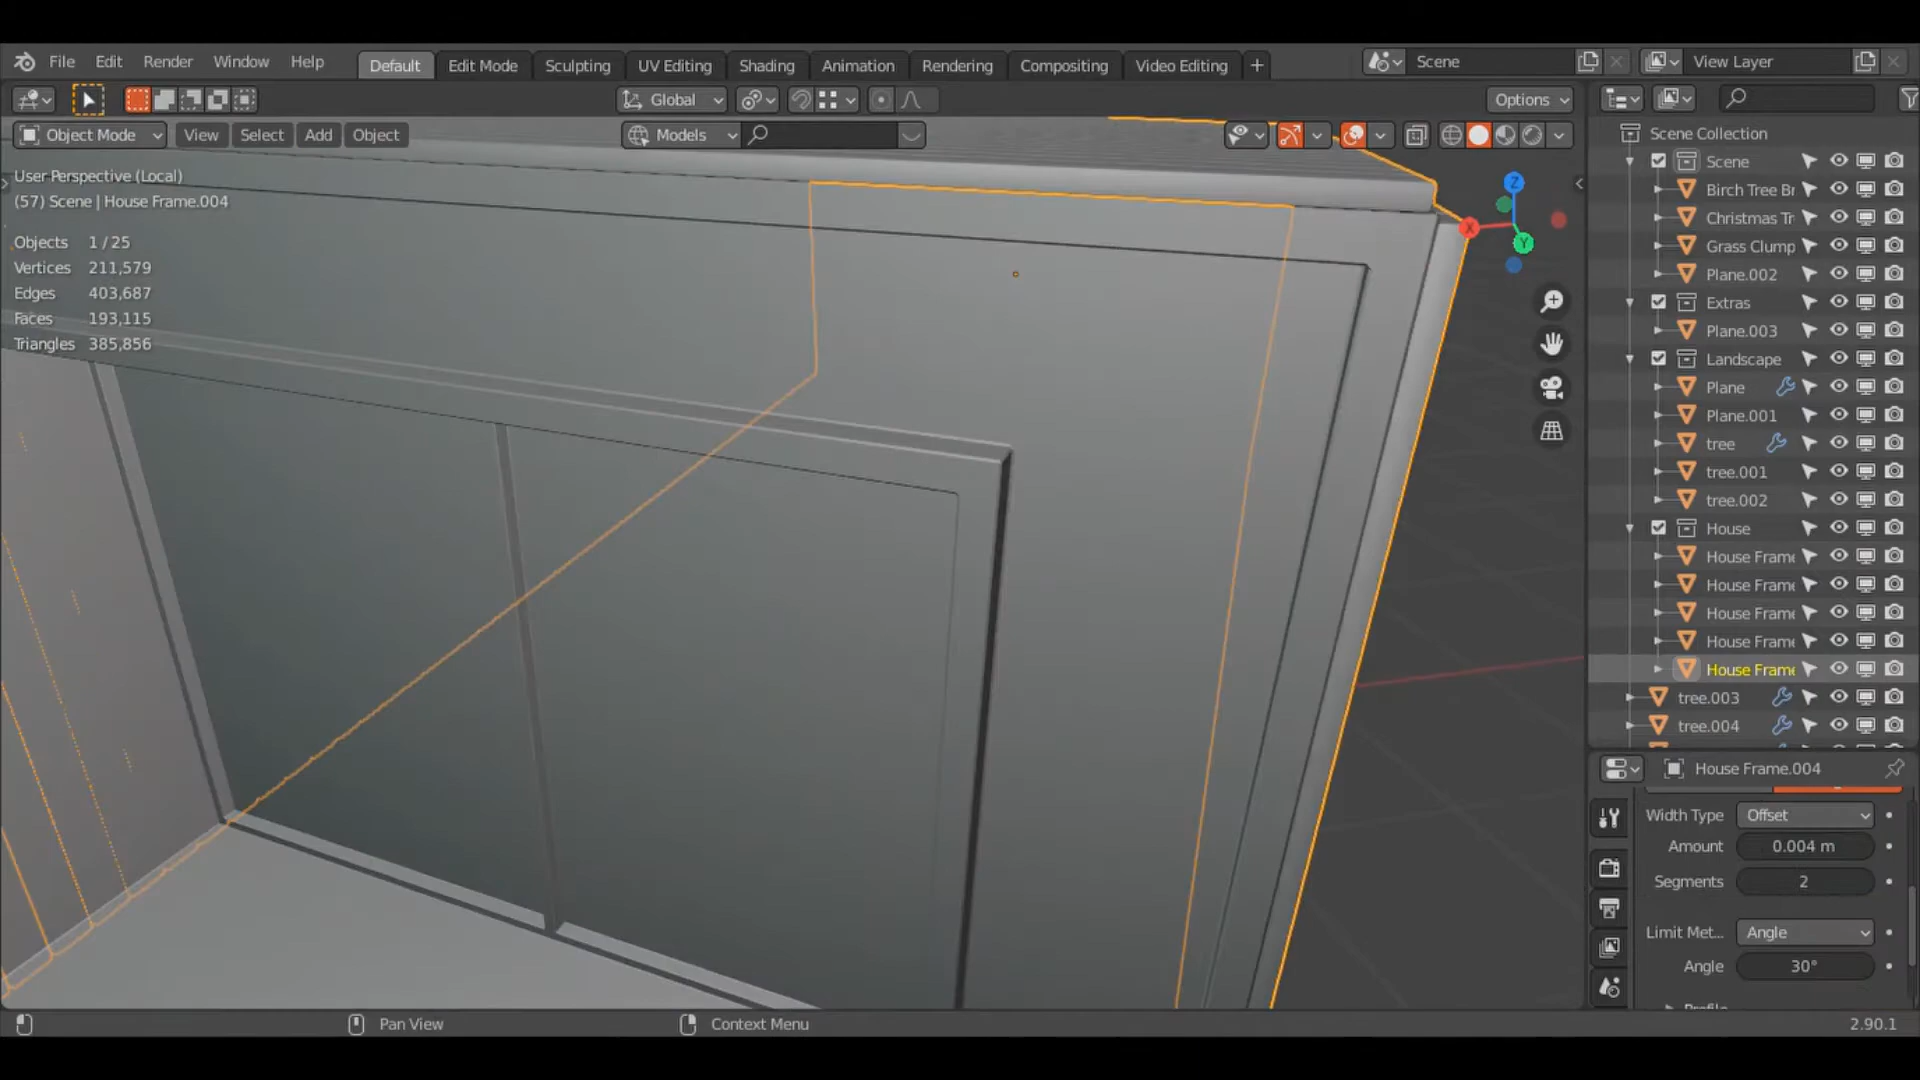 File Edit Render Window Help Default Edit Mode Sculpting UV Editing Shading Animation Rendering Compositing Video Editing + Scene View Layer
Global Options
Object Mode View Select Add Object Models
User Perspective (Local)
(57) Scene | House Frame.004
Objects 1 / 25
Vertices 211,579
Edges 403,687
Faces 193,115
Triangles 385,856
Z
X
Y
Scene Collection
Scene
Birch Tree Br
Christmas Tr
Grass Clump
Plane.002
Extras
Plane.003
Landscape
Plane
Plane.001
tree
tree.001
tree.002
House
House Frame
House Frame
House Frame
House Frame
House Frame
tree.003
tree.004
House Frame.004
Width Type Offset
Amount 0.004 m
Segments 2
Limit Met... Angle
Angle 30°
Pan View Context Menu 2.90.1